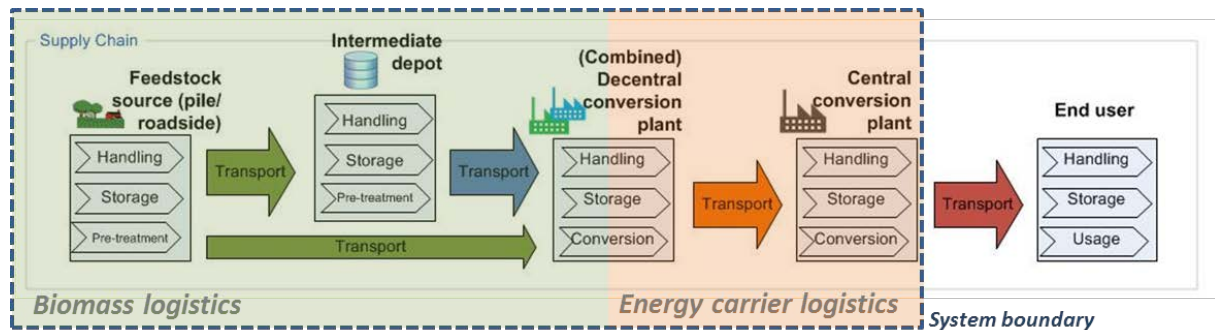 Supply Chain
Feedstock
source (pile/
roadside)
Handling
Storage
Pre-treatment
Transport
Transport
Intermediate
depot
Handling
Storage
Pre-treatment
Transport
(Combined)
Decentral
conversion
plant
Handling
Storage
Conversion
Transport
Central
conversion
plant
Handling
Storage
Conversion
Transport
End user
Handling
Storage
Usage
Biomass logistics
Energy carrier logistics
System boundary